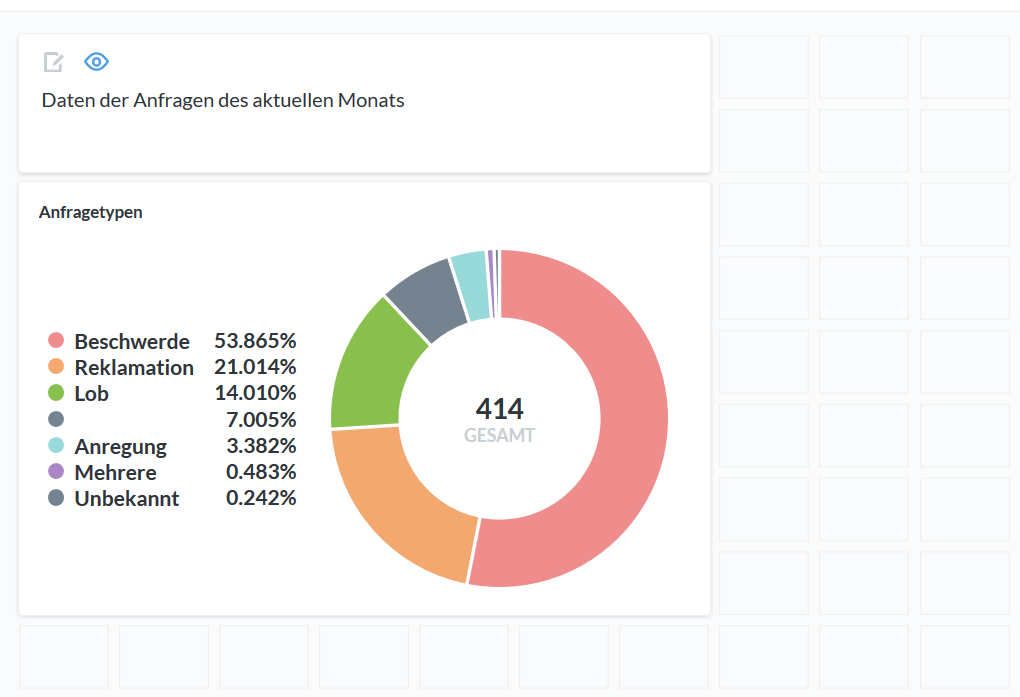 Daten der Anfragen des aktuellen Monats
Anfragetypen
Beschwerde 53.865%
Reklamation 21.014%
Lob 14.010%
7.005%
Anregung 3.382%
Mehrere 0.483%
Unbekannt 0.242%
414
GESAMT